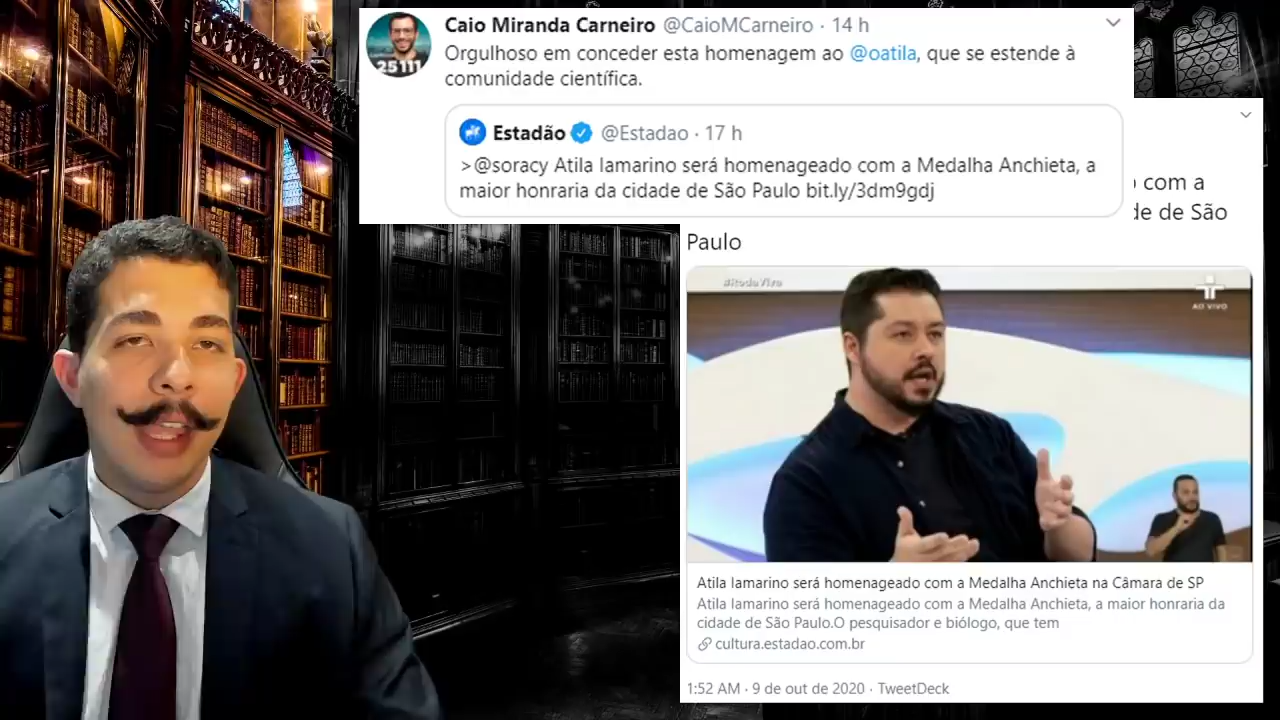 Caio Miranda Carneiro @CaioMCarneiro · 14 h
Orgulhoso em conceder esta homenagem ao @oatila, que se estende à
comunidade científica.
25111
Estadão @Estadao · 17 h
>@soracy Atila Iamarino será homenageado com a Medalha Anchieta, a
maior honraria da cidade de São Paulo bit.ly/3dm9gdj
com a
de de São
Paulo
#RodaViva
AO VIVO
Atila Iamarino será homenageado com a Medalha Anchieta na Câmara de SP
Atila Iamarino será homenageado com a Medalha Anchieta, a maior honraria da
cidade de São Paulo.O pesquisador e biólogo, que tem
cultura.estadao.com.br
1:52 AM · 9 de out de 2020 · TweetDeck